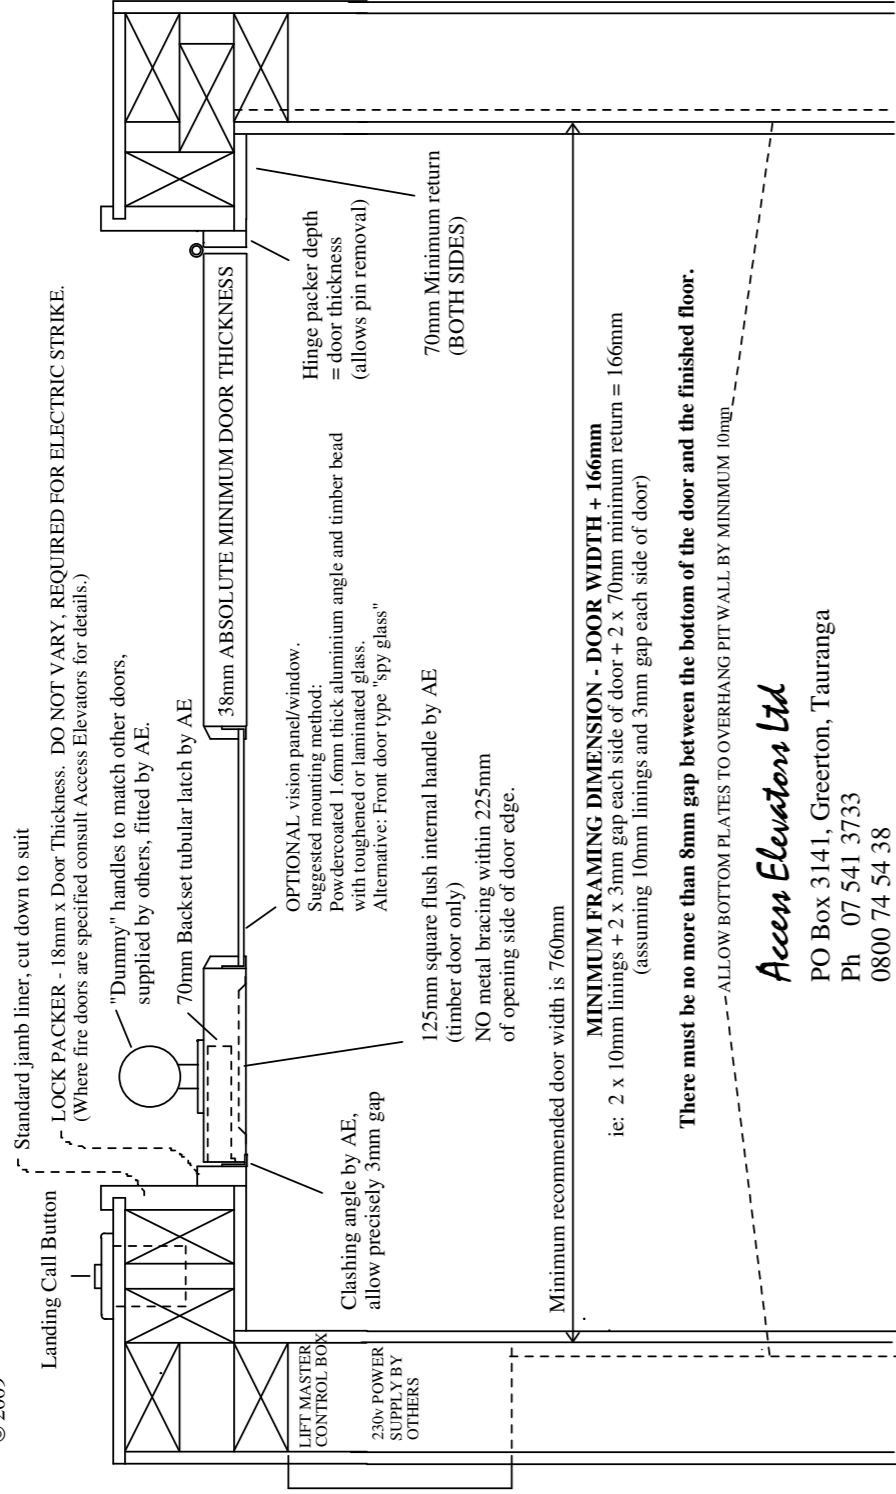 © 2009
Landing Call Button
Standard jamb liner, cut down to suit
LOCK PACKER - 18mm x Door Thickness. DO NOT VARY, REQUIRED FOR ELECTRIC STRIKE.
(Where fire doors are specified consult Access Elevators for details.)
"Dummy" handles to match other doors,
supplied by others, fitted by AE.
70mm Backset tubular latch by AE
38mm ABSOLUTE MINIMUM DOOR THICKNESS
Hinge packer depth
= door thickness
(allows pin removal)
70mm Minimum return
(BOTH SIDES)
OPTIONAL vision panel/window.
Suggested mounting method:
Powdercoated 1.6mm thick aluminium angle and timber bead
with toughened or laminated glass.
Alternative: Front door type "spy glass"
125mm square flush internal handle by AE
(timber door only)
NO metal bracing within 225mm
of opening side of door edge.
Clashing angle by AE,
allow precisely 3mm gap
LIFT MASTER
CONTROL BOX
230v POWER
SUPPLY BY
OTHERS
Minimum recommended door width is 760mm
MINIMUM FRAMING DIMENSION - DOOR WIDTH + 166mm
ie: 2 x 10mm linings + 2 x 3mm gap each side of door + 2 x 70mm minimum return = 166mm
(assuming 10mm linings and 3mm gap each side of door)
There must be no more than 8mm gap between the bottom of the door and the finished floor.
ALLOW BOTTOM PLATES TO OVERHANG PIT WALL BY MINIMUM 10mm
Access Elevators Ltd
PO Box 3141, Greerton, Tauranga
Ph 07 541 3733
0800 74 54 38